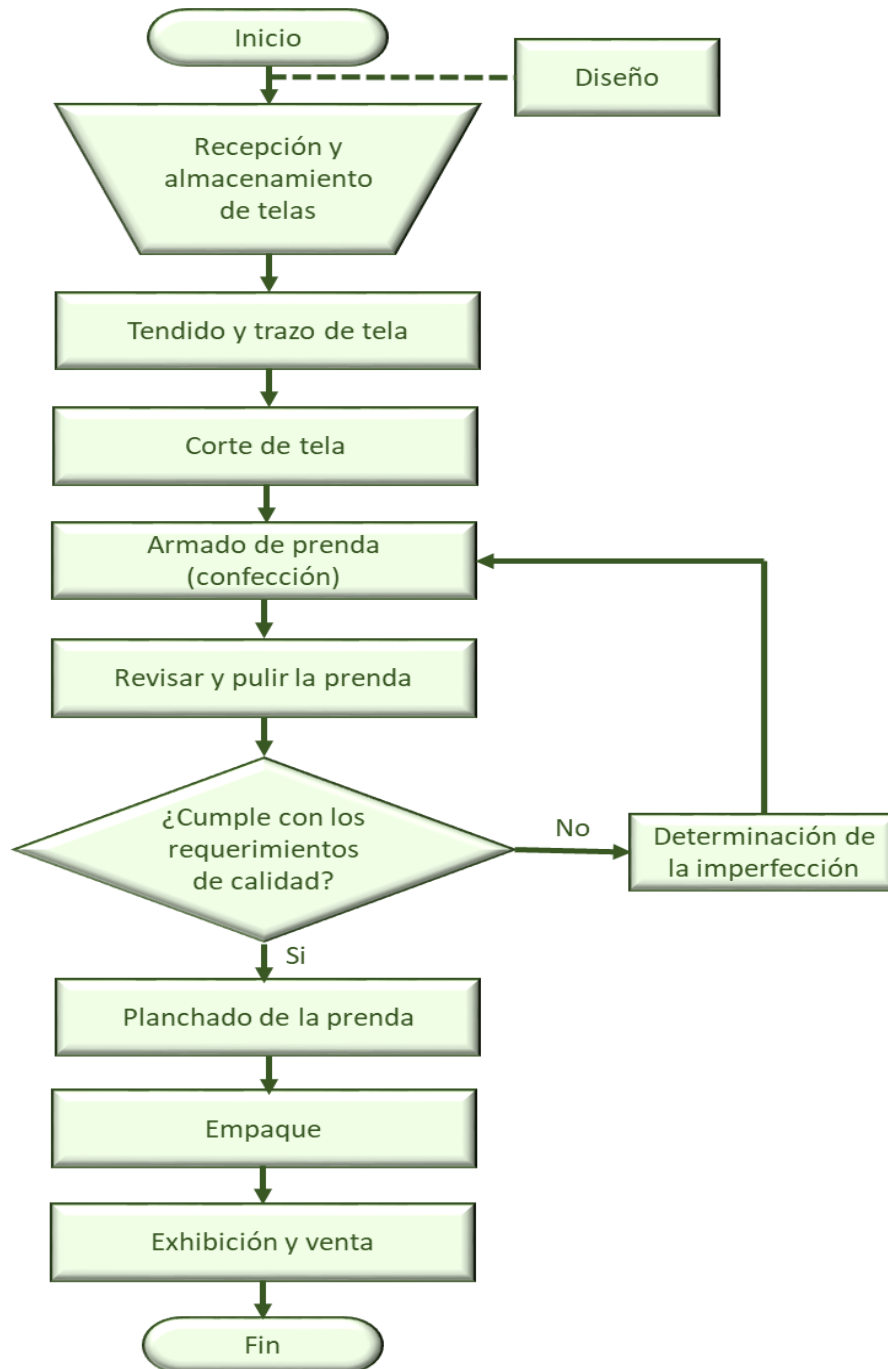 Inicio
Diseño
Recepción y
almacenamiento
de telas
Tendido y trazo de tela
Corte de tela
Armado de prenda
(confección)
Revisar y pulir la prenda
¿Cumple con los
requerimientos
de calidad?
No
Determinación de
la imperfección
Si
Planchado de la prenda
Empaque
Exhibición y venta
Fin